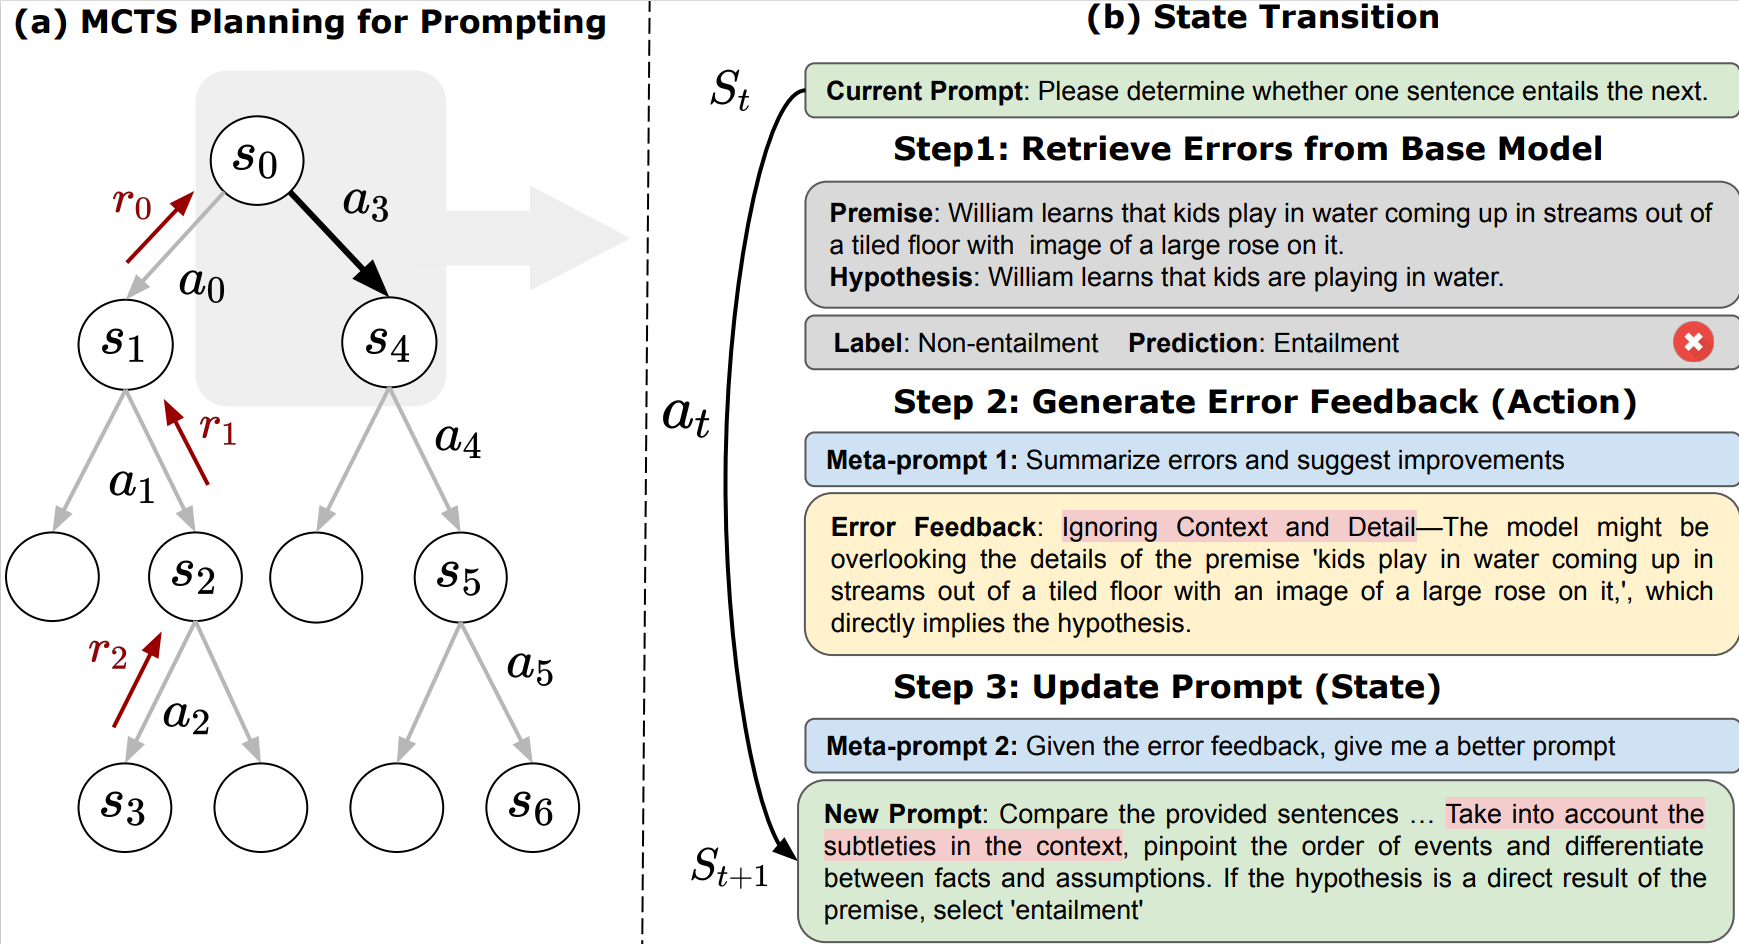 (a) MCTS Planning for Prompting
s0
r0
a3
a0
s1
s4
r1
a4
a1
s2
s5
r2
a5
a2
s3
s6
(b) State Transition
St
Current Prompt: Please determine whether one sentence entails the next.
Step1: Retrieve Errors from Base Model
Premise: William learns that kids play in water coming up in streams out of
a tiled floor with image of a large rose on it.
Hypothesis: William learns that kids are playing in water.
Label: Non-entailment Prediction: Entailment
at
Step 2: Generate Error Feedback (Action)
Meta-prompt 1: Summarize errors and suggest improvements
Error Feedback: Ignoring Context and Detail—The model might be
overlooking the details of the premise 'kids play in water coming up in
streams out of a tiled floor with an image of a large rose on it,', which
directly implies the hypothesis.
Step 3: Update Prompt (State)
Meta-prompt 2: Given the error feedback, give me a better prompt
New Prompt: Compare the provided sentences … Take into account the
subtleties in the context, pinpoint the order of events and differentiate
between facts and assumptions. If the hypothesis is a direct result of the
premise, select 'entailment'
St+1